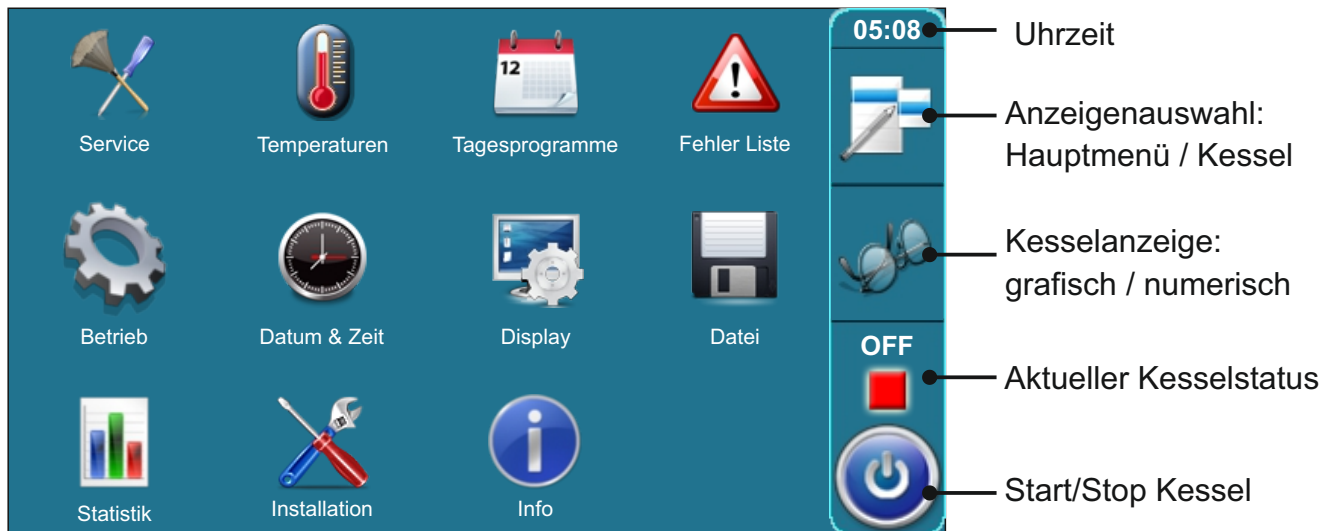 05:08
Uhrzeit
Service
Temperaturen
12
Tagesprogramme
Fehler Liste
Anzeigenauswahl:
Hauptmenü / Kessel
Betrieb
Datum & Zeit
Display
Datei
Kesselanzeige:
grafisch / numerisch
OFF
Aktueller Kesselstatus
Statistik
Installation
Info
Start/Stop Kessel